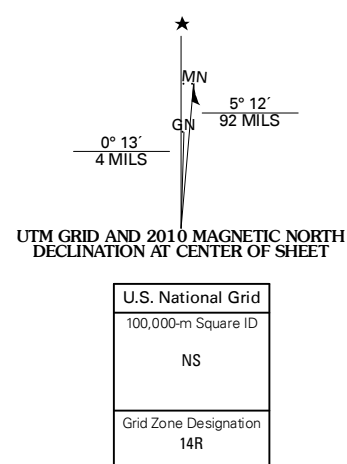 ★
MN
5° 12´
92 MILS
GN
0° 13´
4 MILS
UTM GRID AND 2010 MAGNETIC NORTH
DECLINATION AT CENTER OF SHEET
U.S. National Grid
100,000-m Square ID
NS
Grid Zone Designation
14R